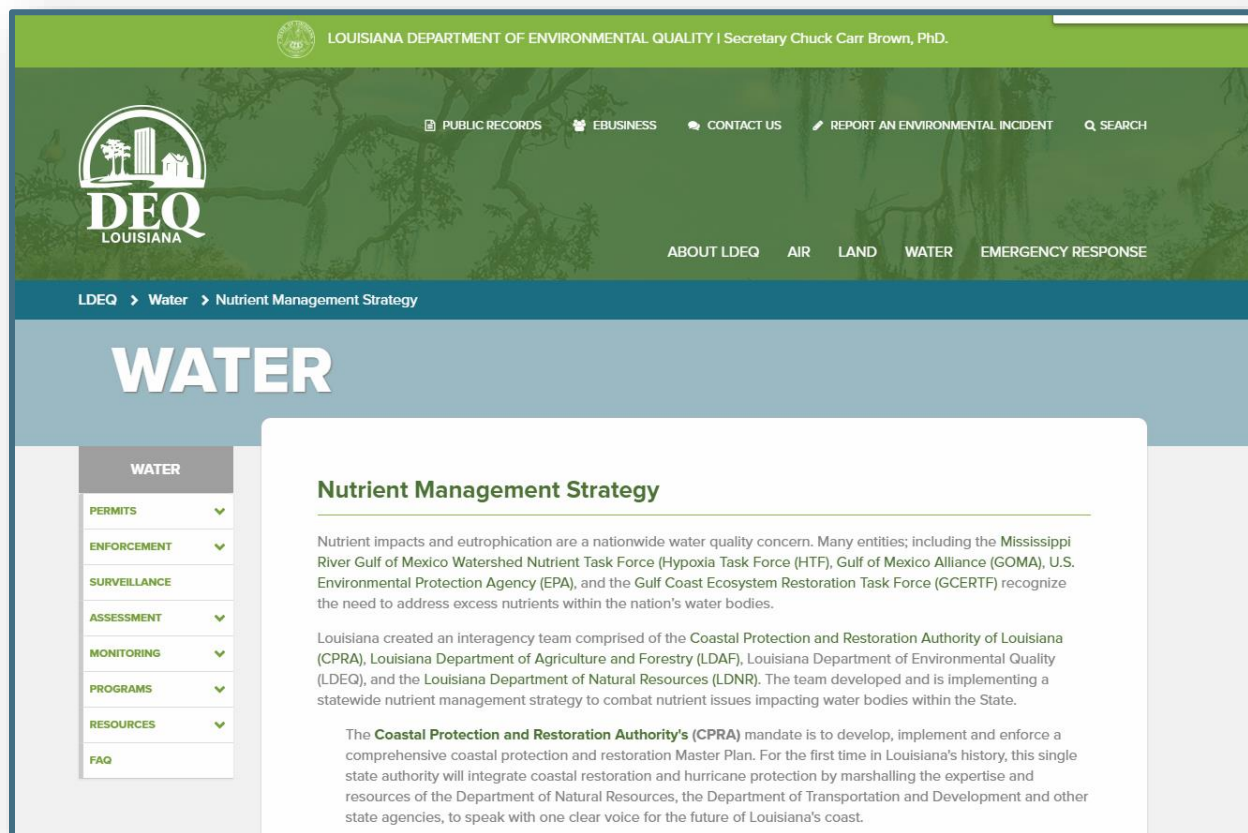 LOUISIANA DEPARTMENT OF ENVIRONMENTAL QUALITY | Secretary Chuck Carr Brown, PhD.
PUBLIC RECORDS EBUSINESS CONTACT US REPORT AN ENVIRONMENTAL INCIDENT SEARCH
DEQ
LOUISIANA
ABOUT LDEQ AIR LAND WATER EMERGENCY RESPONSE
LDEQ > Water > Nutrient Management Strategy
WATER
WATER
PERMITS
ENFORCEMENT
SURVEILLANCE
ASSESSMENT
MONITORING
PROGRAMS
RESOURCES
FAQ
Nutrient Management Strategy
Nutrient impacts and eutrophication are a nationwide water quality concern. Many entities; including the Mississippi
River Gulf of Mexico Watershed Nutrient Task Force (Hypoxia Task Force (HTF), Gulf of Mexico Alliance (GOMA), U.S.
Environmental Protection Agency (EPA), and the Gulf Coast Ecosystem Restoration Task Force (GCERTF) recognize
the need to address excess nutrients within the nation's water bodies.
Louisiana created an interagency team comprised of the Coastal Protection and Restoration Authority of Louisiana
(CPRA), Louisiana Department of Agriculture and Forestry (LDAF), Louisiana Department of Environmental Quality
(LDEQ), and the Louisiana Department of Natural Resources (LDNR). The team developed and is implementing a
statewide nutrient management strategy to combat nutrient issues impacting water bodies within the State.
The Coastal Protection and Restoration Authority's (CPRA) mandate is to develop, implement and enforce a
comprehensive coastal protection and restoration Master Plan. For the first time in Louisiana's history, this single
state authority will integrate coastal restoration and hurricane protection by marshalling the expertise and
resources of the Department of Natural Resources, the Department of Transportation and Development and other
state agencies, to speak with one clear voice for the future of Louisiana's coast.